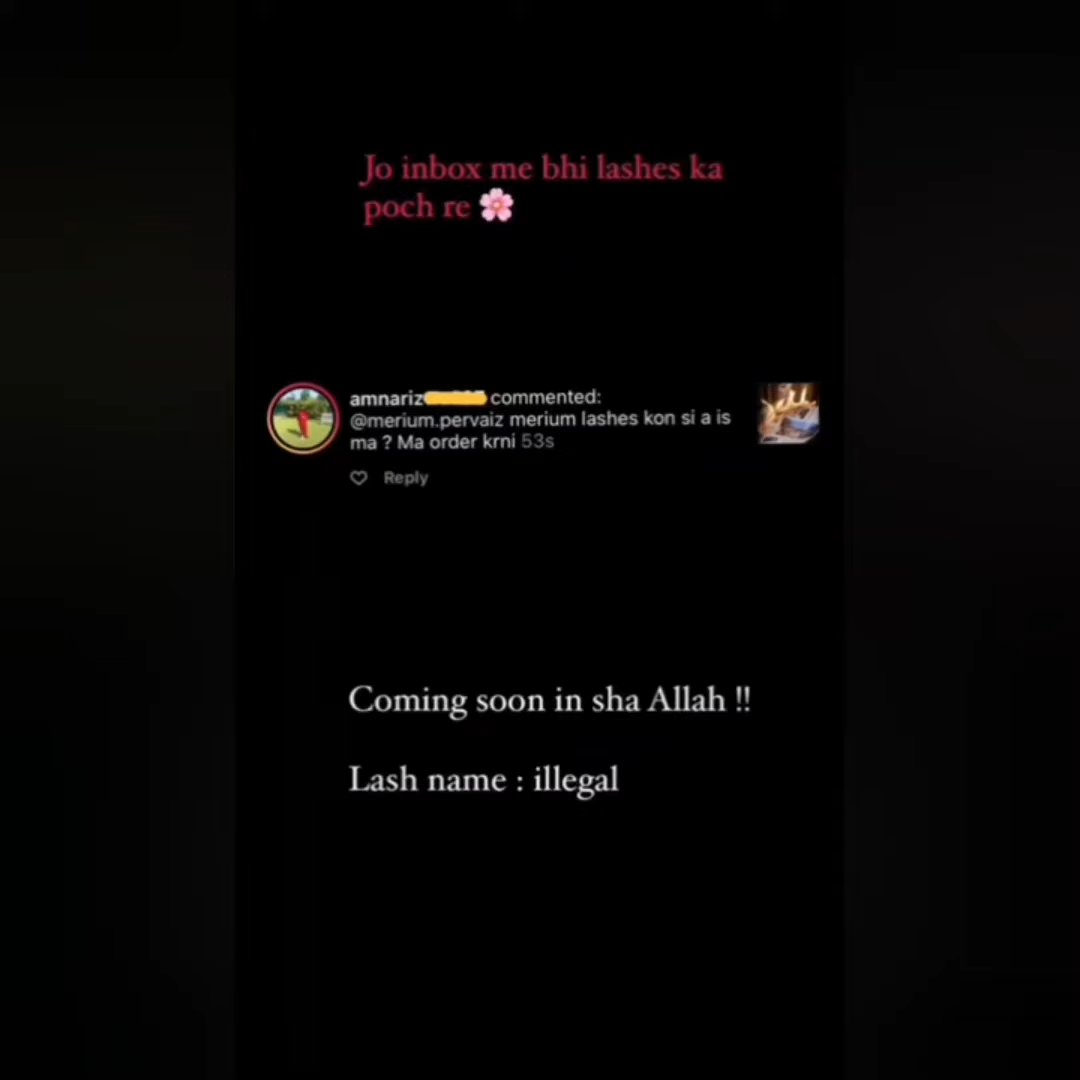 Jo inbox me bhi lashes ka
poch re 🌸
amnariz commented:
@merium.pervaiz merium lashes kon si a is
ma ? Ma order krni 53s
Reply
Coming soon in sha Allah !!
Lash name : illegal